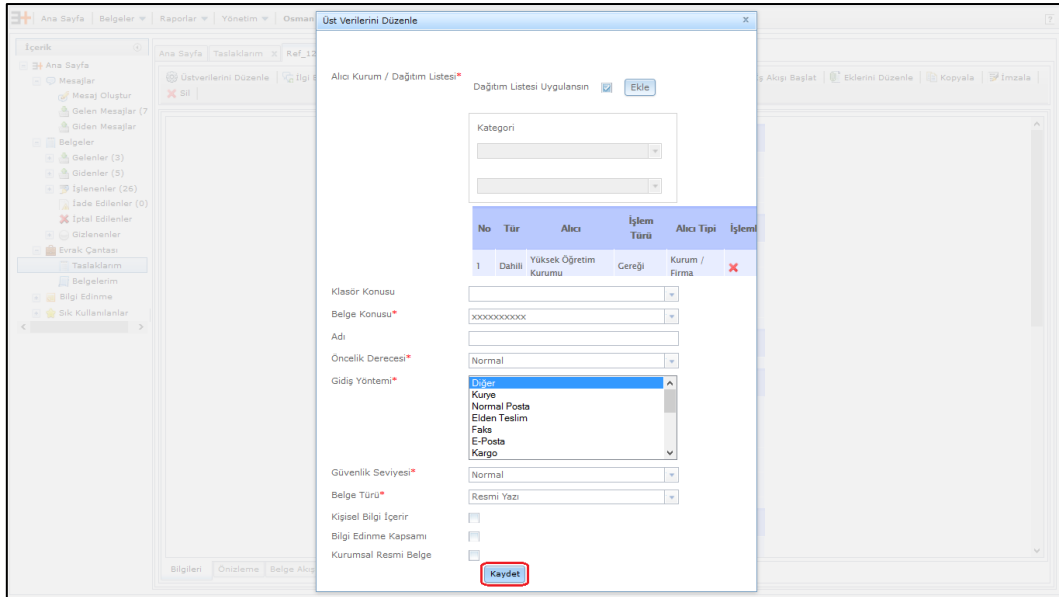 Ana Sayfa Belgeler Raporlar Yönetim Osman
Üst Verilerini Düzenle x
İçerik
Ana Sayfa
Mesajlar
Mesaj Oluştur
Gelen Mesajlar (7
Giden Mesajlar
Belgeler
Gelenler (3)
Gidenler (5)
İşlenenler (26)
İade Edilenler (0)
İptal Edilenler
Gizlenenler
Evrak Çantası
Taslaklarım
Belgelerim
Bilgi Edinme
Sık Kullanılanlar
Ana Sayfa Taslaklarım x Ref_12
Üstverilerini Düzenle İlgi
Sil
ş Akışı Başlat Eklerini Düzenle Kopyala İmzala
Alıcı Kurum / Dağıtım Listesi*
Dağıtım Listesi Uygulansın Ekle
Kategori
No Tür Alıcı İşlem Türü Alıcı Tipi İşleml
1 Dahili Yüksek Öğretim Kurumu Gereği Kurum / Firma
Klasör Konusu
Belge Konusu* xxxxxxxxxx
Adı
Öncelik Derecesi* Normal
Gidiş Yöntemi*
Diğer
Kurye
Normal Posta
Elden Teslim
Faks
E-Posta
Kargo
Güvenlik Seviyesi* Normal
Belge Türü* Resmi Yazı
Kişisel Bilgi İçerir
Bilgi Edinme Kapsamı
Kurumsal Resmi Belge
Kaydet
Bilgileri Önizleme Belge Akış